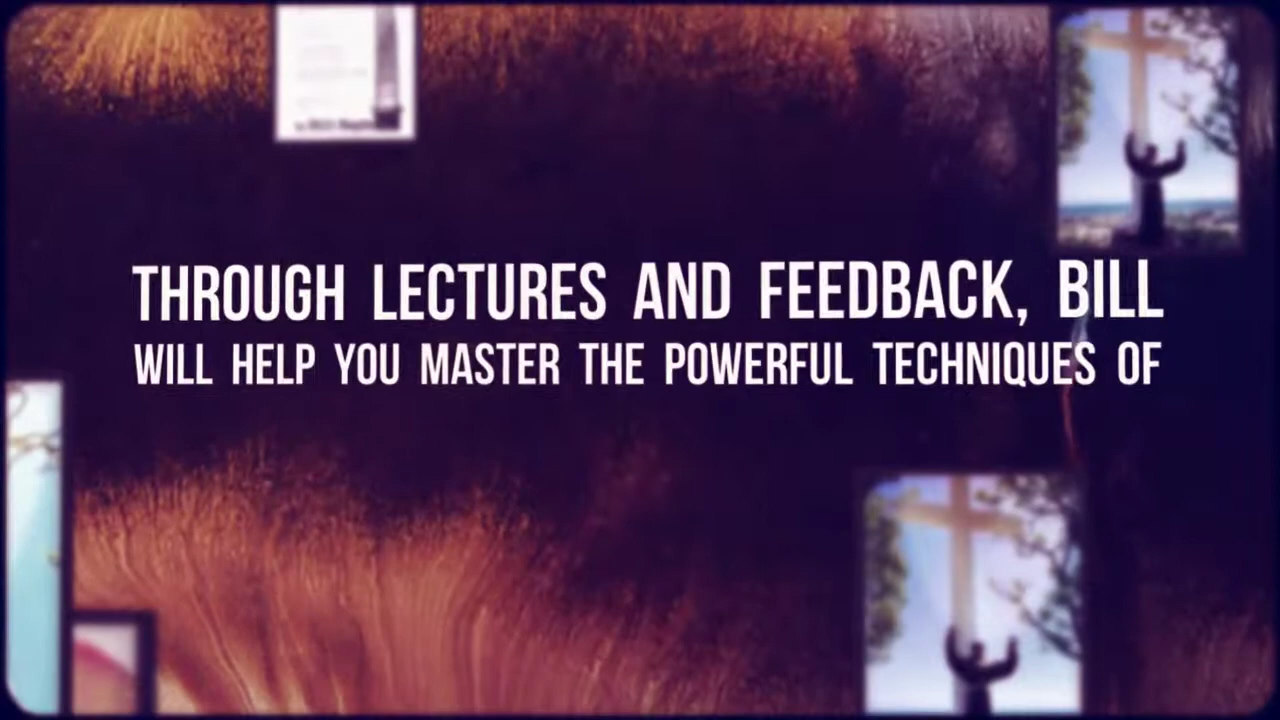 THROUGH LECTURES AND FEEDBACK, BILL
WILL HELP YOU MASTER THE POWERFUL TECHNIQUES OF